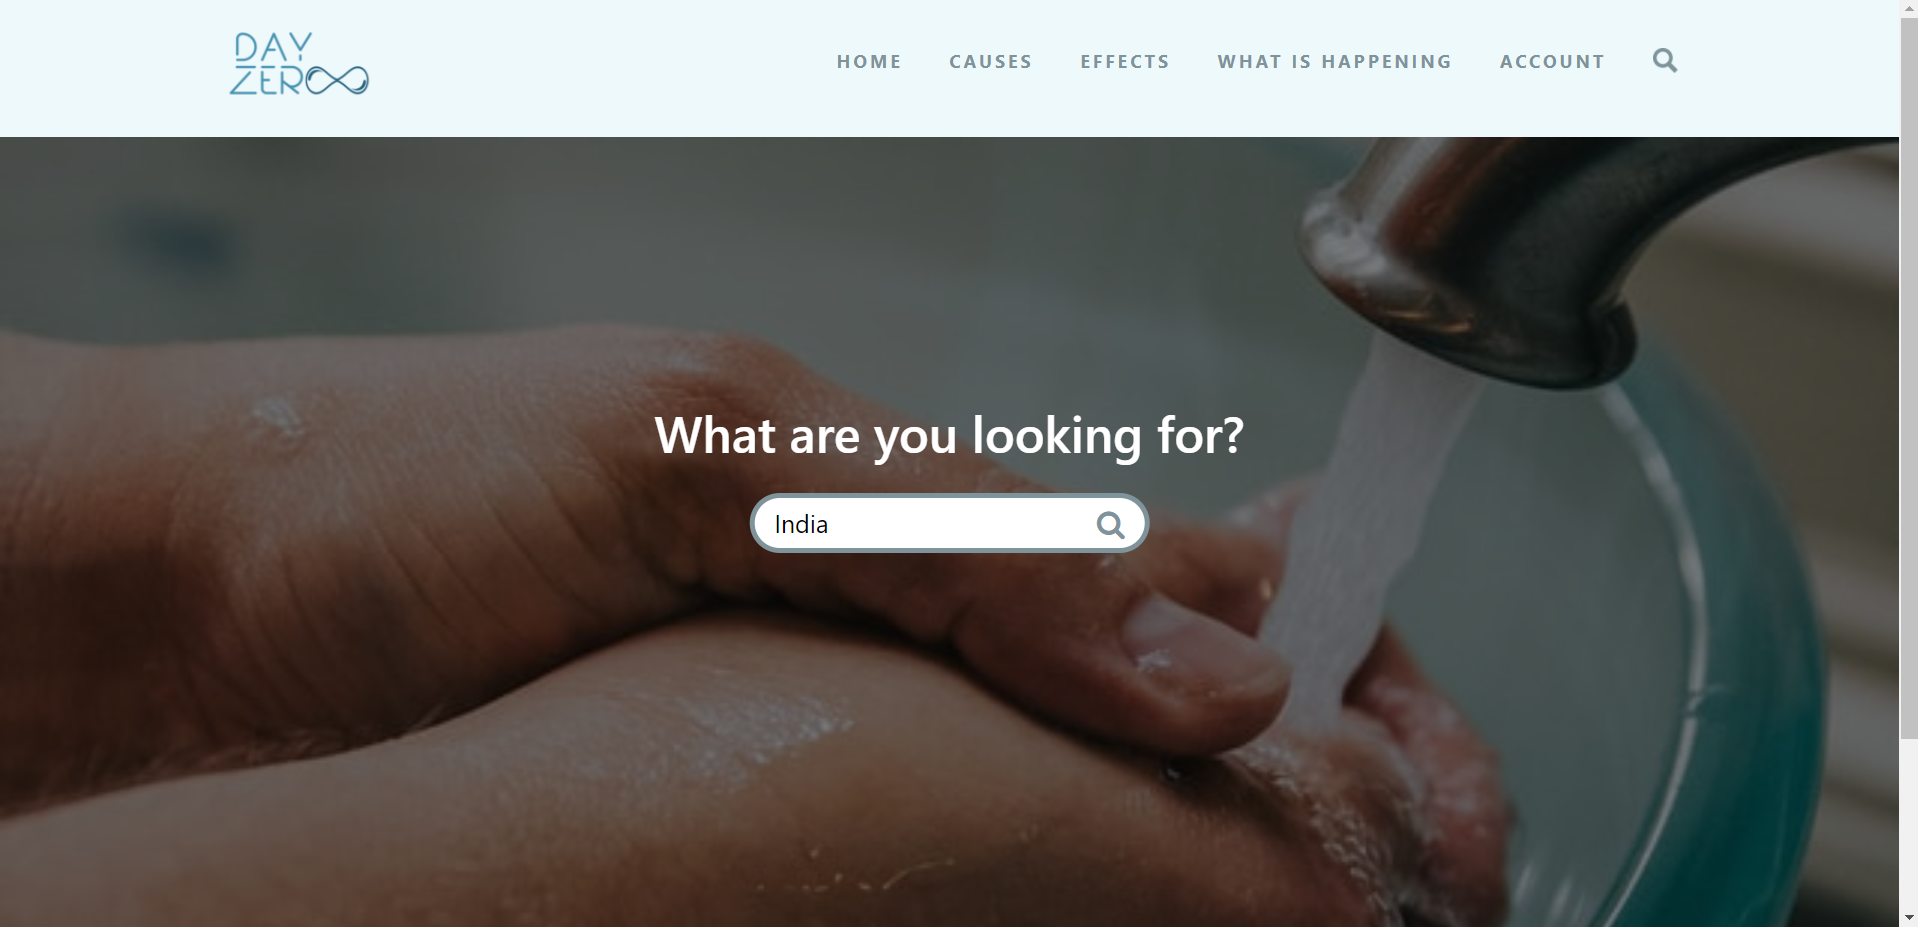 DAY
ZERO
HOME
CAUSES
EFFECTS
WHAT IS HAPPENING
ACCOUNT
What are you looking for?
India